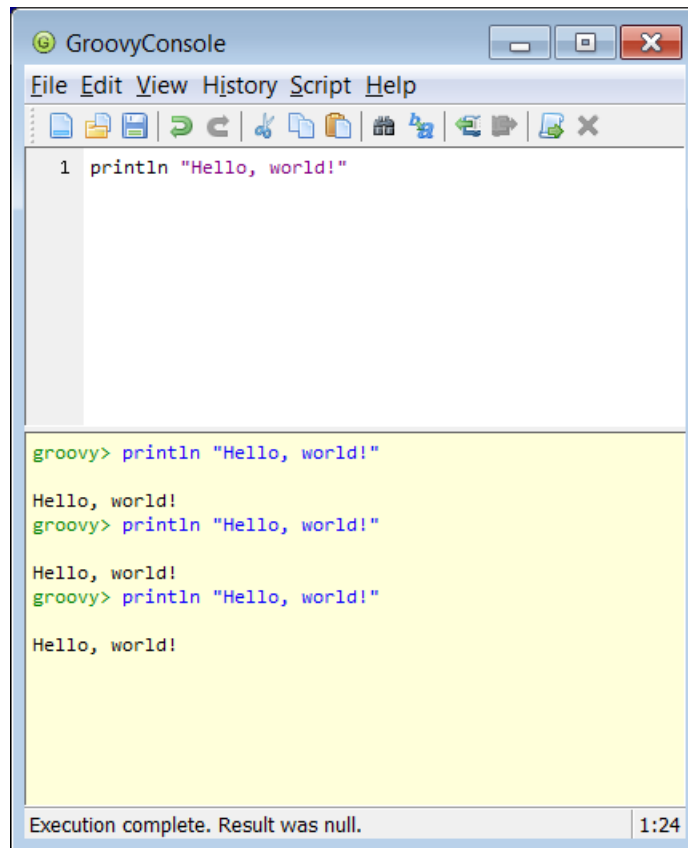 GroovyConsole
File Edit View History Script Help
1 println "Hello, world!"
groovy> println "Hello, world!"
Hello, world!
groovy> println "Hello, world!"
Hello, world!
groovy> println "Hello, world!"
Hello, world!
Execution complete. Result was null. 1:24